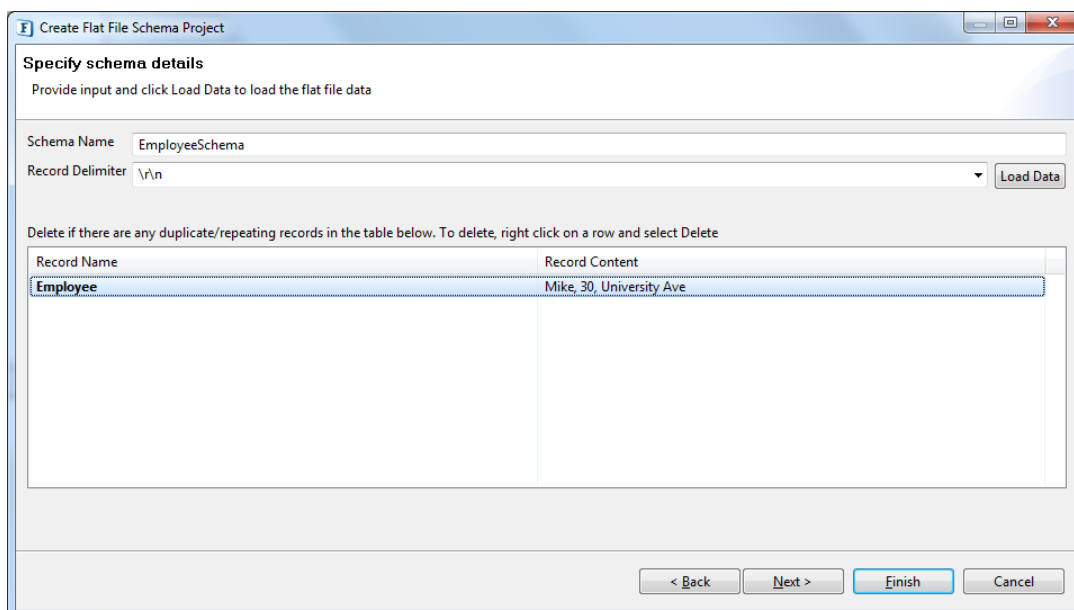 Create Flat File Schema Project
Specify schema details
Provide input and click Load Data to load the flat file data
Schema Name EmployeeSchema
Record Delimiter \r\n Load Data
Delete if there are any duplicate/repeating records in the table below. To delete, right click on a row and select Delete
Record Name Record Content
Employee Mike, 30, University Ave
< Back Next > Finish Cancel